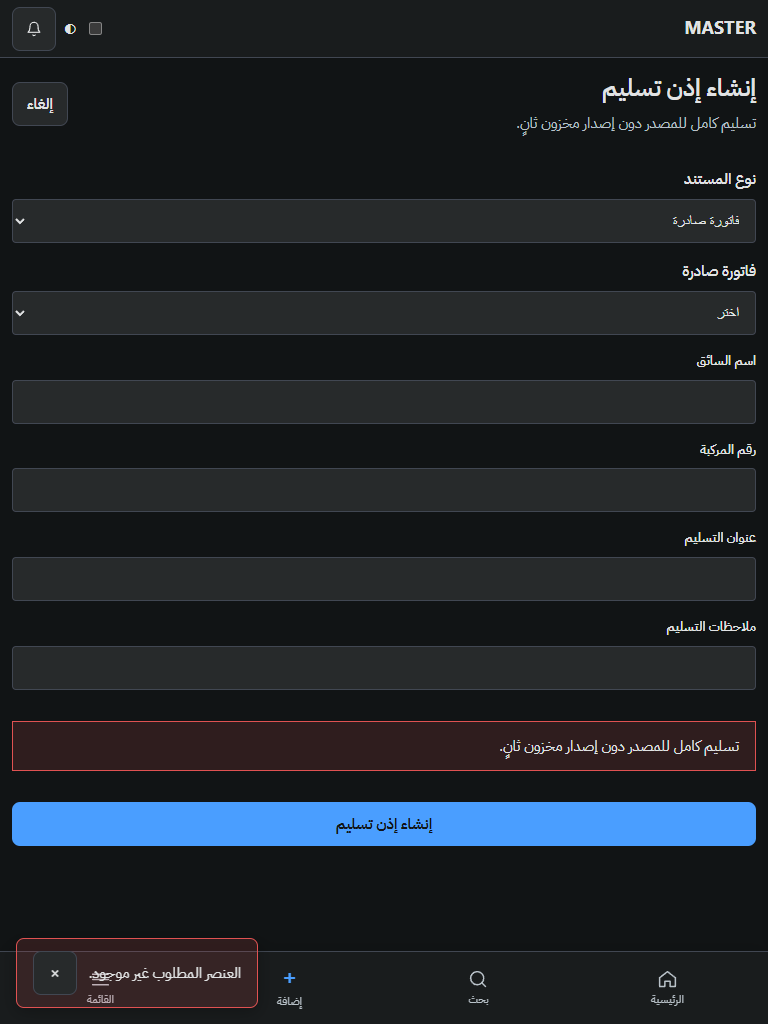 MASTER
إنشاء إذن تسليم
إلغاء
تسليم كامل للمصدر دون إصدار مخزون ثانٍ.
نوع المستند
فاتورة صادرة
فاتورة صادرة
اختر
اسم السائق
رقم المركبة
عنوان التسليم
ملاحظات التسليم
تسليم كامل للمصدر دون إصدار مخزون ثانٍ.
إنشاء إذن تسليم
العنصر المطلوب غير موجود.
×
الرئيسية
بحث
إضافة
القائمة